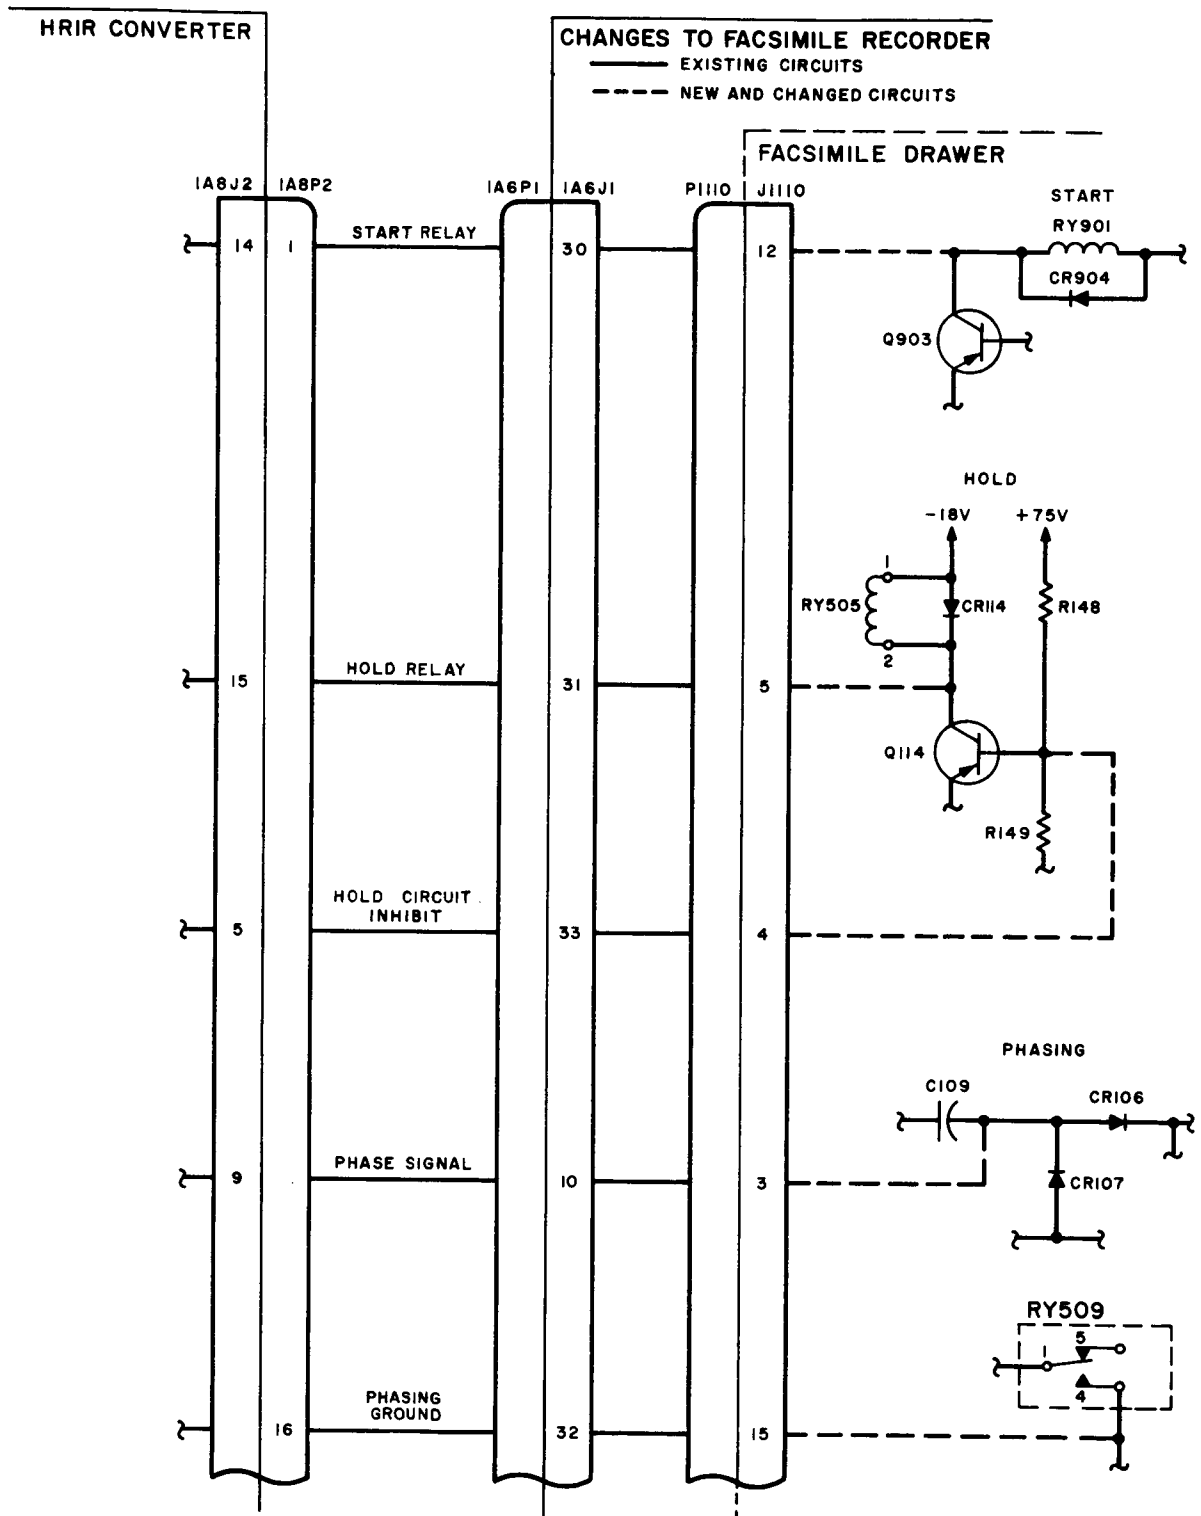 HRIR CONVERTER
CHANGES TO FACSIMILE RECORDER
EXISTING CIRCUITS
NEW AND CHANGED CIRCUITS
FACSIMILE DRAWER
1A8J2 1A8P2 1A6P1 1A6J1 P1110 J1110
START
RY901
14 1 START RELAY 30 12
CR904
Q903
HOLD
-18V +75V
1
RY505 CR114 R148
2
15 HOLD RELAY 31 5
Q114
R149
HOLD CIRCUIT
INHIBIT
5 33 4
PHASING
C109 CR106
9 PHASE SIGNAL 10 3 CR107
RY509
5
1
4
PHASING
GROUND
16 32 15